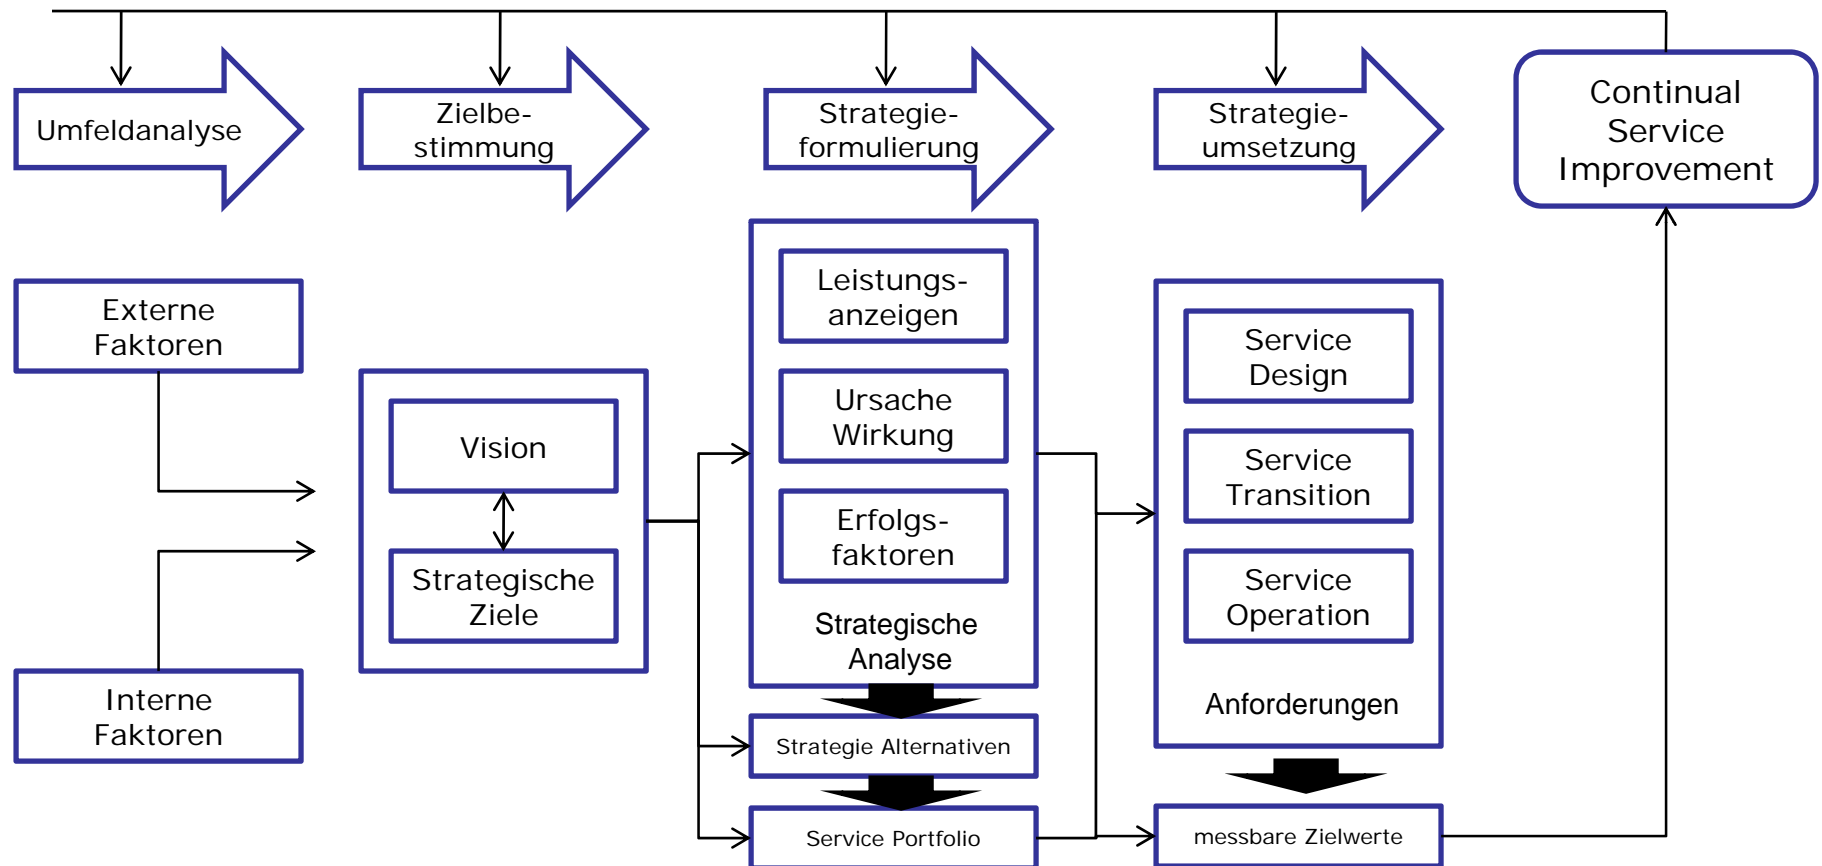 Umfeldanalyse
Zielbe-
stimmung
Strategie-
formulierung
Strategie-
umsetzung
Continual
Service
Improvement
Externe
Faktoren
Interne
Faktoren
Vision
Strategische
Ziele
Leistungs-
anzeigen
Ursache
Wirkung
Erfolgs-
faktoren
Strategische
Analyse
Strategie Alternativen
Service Portfolio
Service
Design
Service
Transition
Service
Operation
Anforderungen
messbare Zielwerte